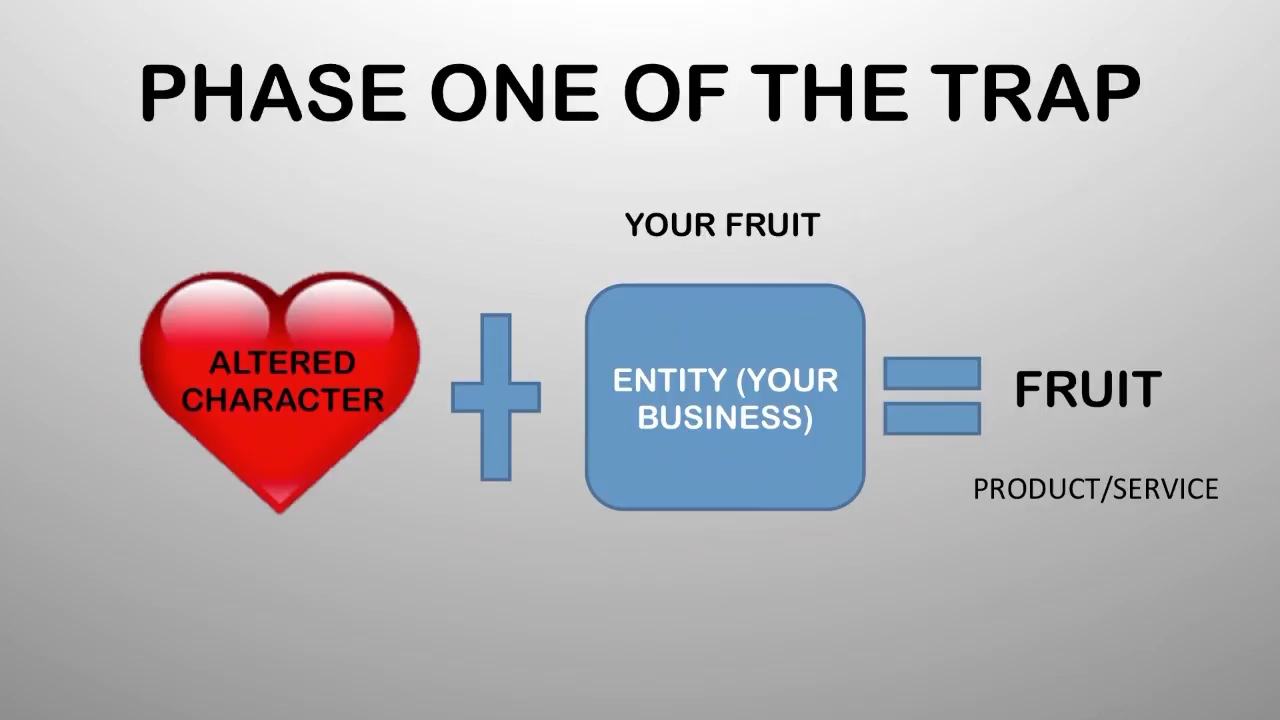 PHASE ONE OF THE TRAP
YOUR FRUIT
ALTERED
CHARACTER
ENTITY (YOUR
BUSINESS)
FRUIT
PRODUCT/SERVICE